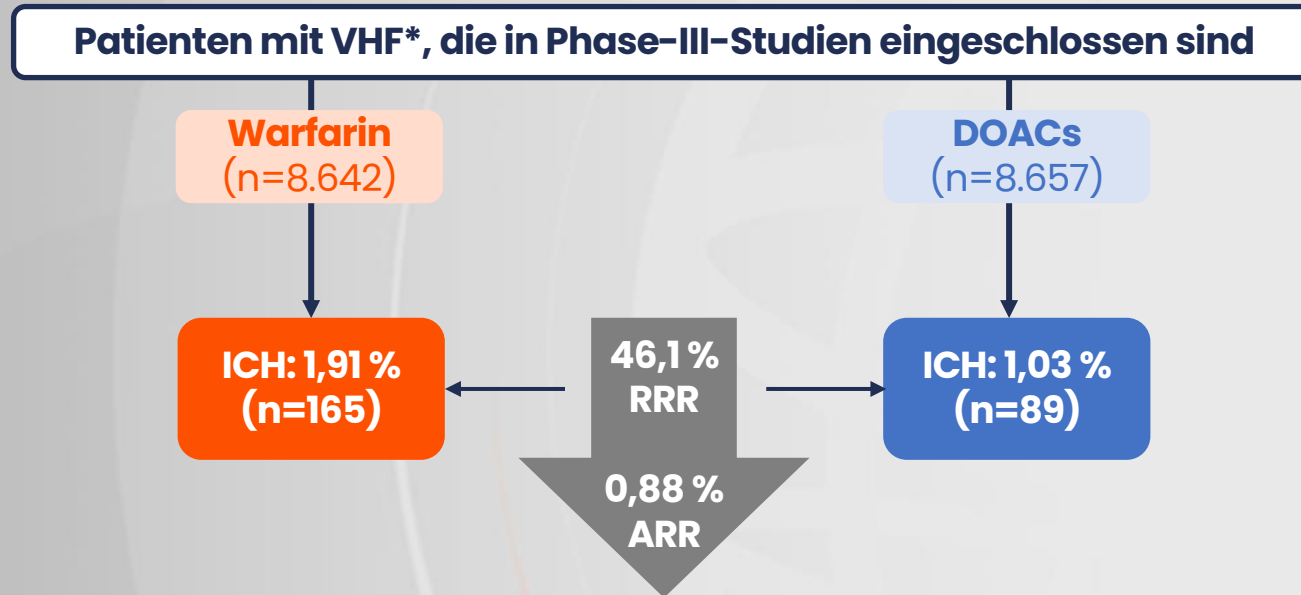 Patienten mit VHF*, die in Phase-III-Studien eingeschlossen sind
Warfarin
(n=8.642)
DOACs
(n=8.657)
ICH: 1,91 %
(n=165)
46,1 %
RRR
ICH: 1,03 %
(n=89)
0,88 %
ARR